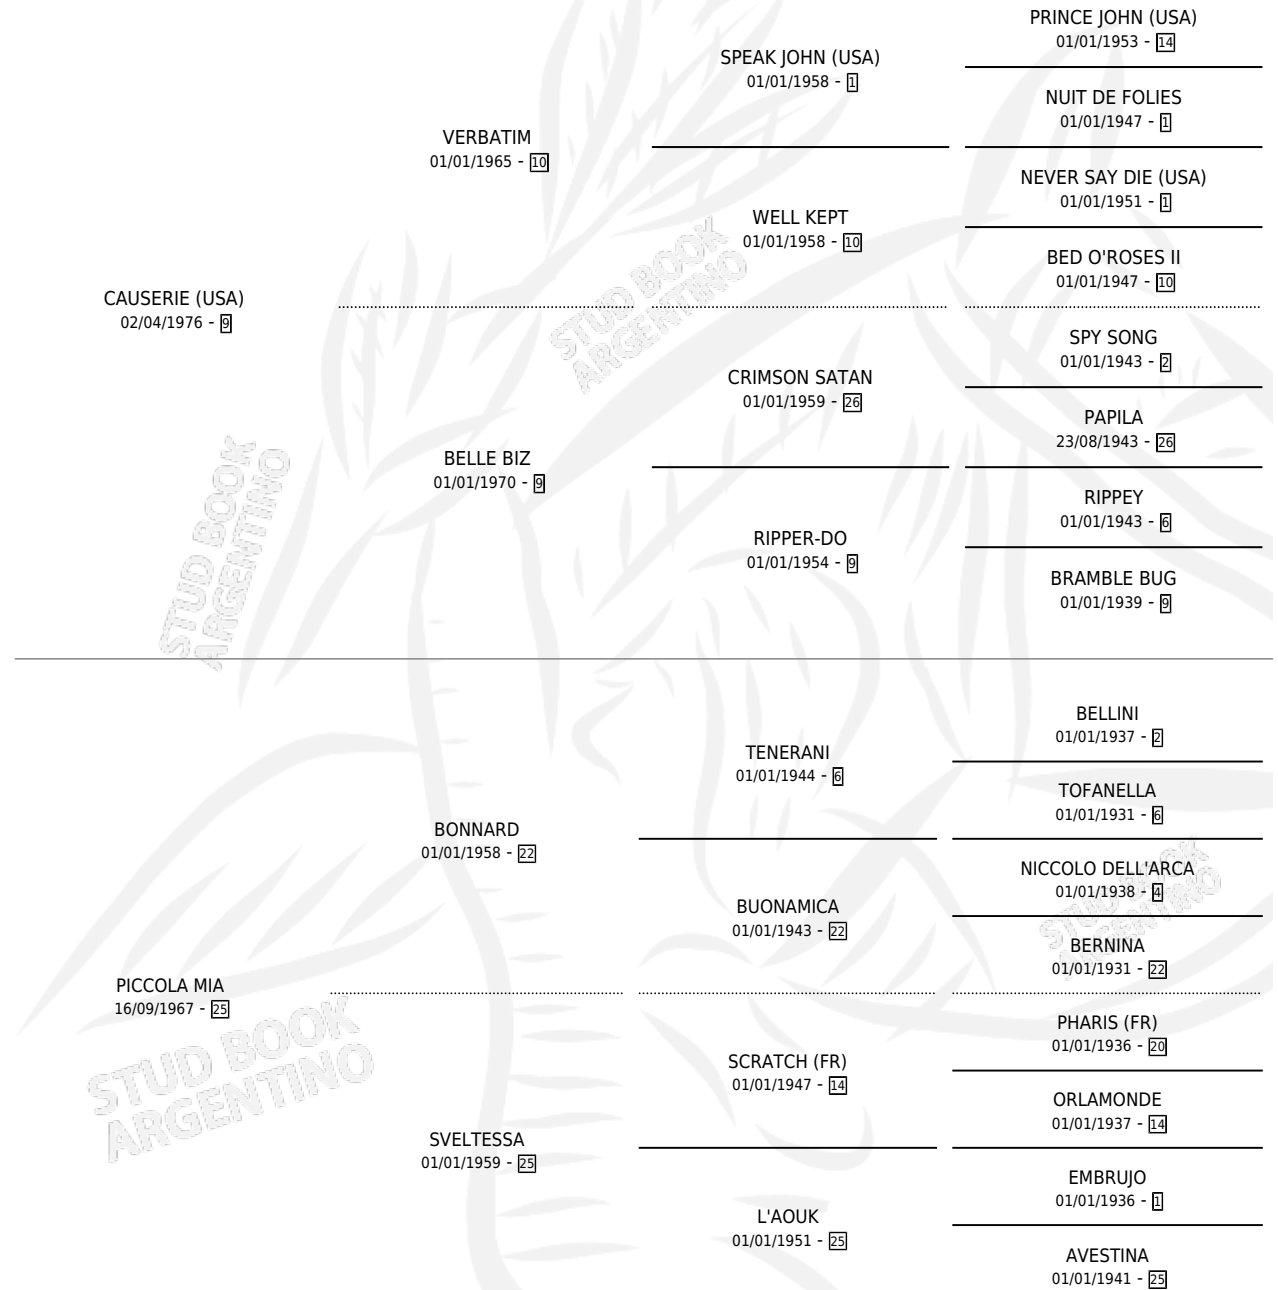 PRINCE JOHN (USA)
01/01/1953 - 14
SPEAK JOHN (USA)
01/01/1958 - 1
NUIT DE FOLIES
01/01/1947 - 1
VERBATIM
01/01/1965 - 10
NEVER SAY DIE (USA)
01/01/1951 - 1
WELL KEPT
01/01/1958 - 10
BED O'ROSES II
01/01/1947 - 10
CAUSERIE (USA)
02/04/1976 - 9
SPY SONG
01/01/1943 - 2
CRIMSON SATAN
01/01/1959 - 26
PAPILA
23/08/1943 - 26
BELLE BIZ
01/01/1970 - 9
RIPPEY
01/01/1943 - 6
RIPPER-DO
01/01/1954 - 9
BRAMBLE BUG
01/01/1939 - 9
BELLINI
01/01/1937 - 2
TENERANI
01/01/1944 - 6
TOFANELLA
01/01/1931 - 6
BONNARD
01/01/1958 - 22
NICCOLO DELL'ARCA
01/01/1938 - 4
BUONAMICA
01/01/1943 - 22
BERNINA
01/01/1931 - 22
PICCOLA MIA
16/09/1967 - 25
PHARIS (FR)
01/01/1936 - 20
SCRATCH (FR)
01/01/1947 - 14
ORLAMONDE
01/01/1937 - 14
SVELTESSA
01/01/1959 - 25
EMBRUJO
01/01/1936 - 1
L'AOUK
01/01/1951 - 25
AVESTINA
01/01/1941 - 25
STUD BOOK
ARGENTINO
STUD BOOK
ARGENTINO
STUD BOOK
ARGENTINO
STUD BOOK
ARGENTINO